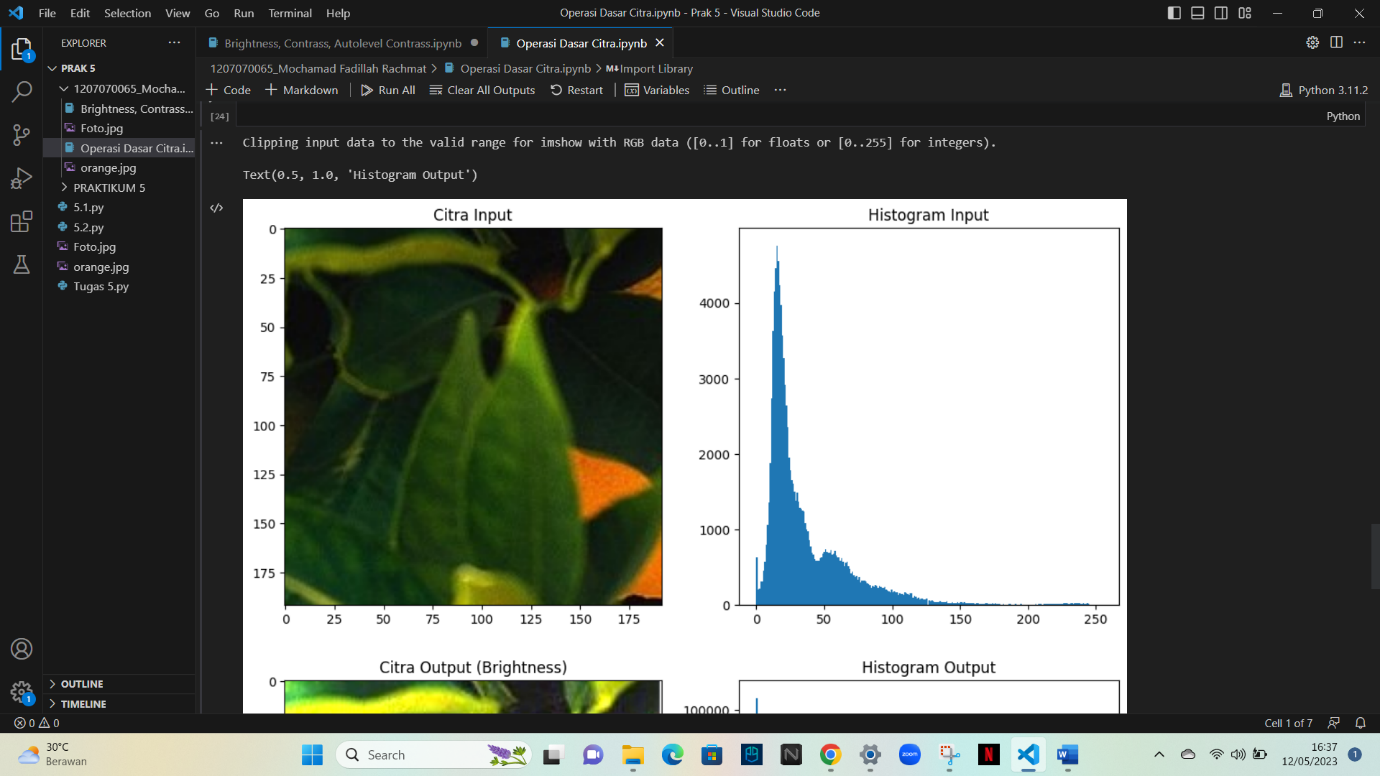 File Edit Selection View Go Run Terminal Help
Operasi Dasar Citra.ipynb - Prak 5 - Visual Studio Code
EXPLORER
PRAK 5
1207070065_Mocha...
Brightness, Contrass...
Foto.jpg
Operasi Dasar Citra.i...
orange.jpg
PRAKTIKUM 5
5.1.py
5.2.py
Foto.jpg
orange.jpg
Tugas 5.py
OUTLINE
TIMELINE
1
1
Brightness, Contrass, Autolevel Contrass.ipynb
Operasi Dasar Citra.ipynb
1207070065_Mochamad Fadillah Rachmat > Operasi Dasar Citra.ipynb > M↓Import Library
+ Code + Markdown Run All Clear All Outputs Restart Variables Outline ...
Python 3.11.2
[24]
Python
Clipping input data to the valid range for imshow with RGB data ([0..1] for floats or [0..255] for integers).
Text(0.5, 1.0, 'Histogram Output')
Citra Input
0
25
50
75
100
125
150
175
0 25 50 75 100 125 150 175
Histogram Input
4000
3000
2000
1000
0
0 50 100 150 200 250
Citra Output (Brightness)
0
Histogram Output
100000
0 0
Cell 1 of 7
30°C
Berawan
Search
zoom
N
N
W
16:37
12/05/2023
1